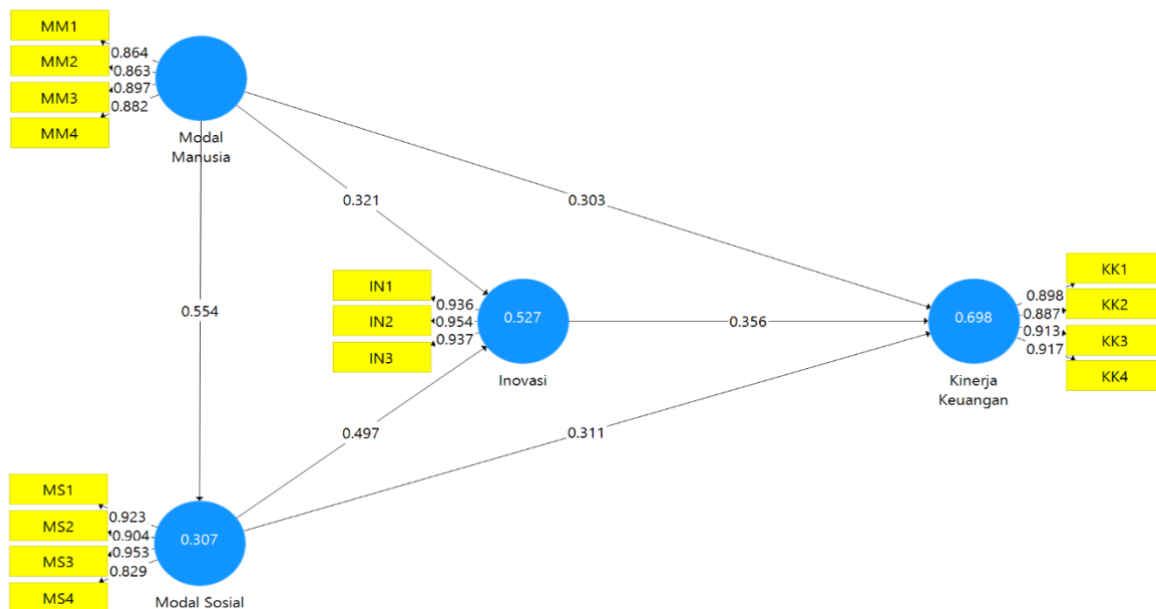 MM1
MM2
MM3
MM4
0.864
0.863
0.897
0.882
Modal
Manusia
0.321
0.303
0.554
IN1
IN2
IN3
0.936
0.954
0.937
0.527
Inovasi
0.356
0.698
Kinerja
Keuangan
0.898
0.887
0.913
0.917
KK1
KK2
KK3
KK4
0.497
0.311
MS1
MS2
MS3
MS4
0.923
0.904
0.953
0.829
0.307
Modal Sosial